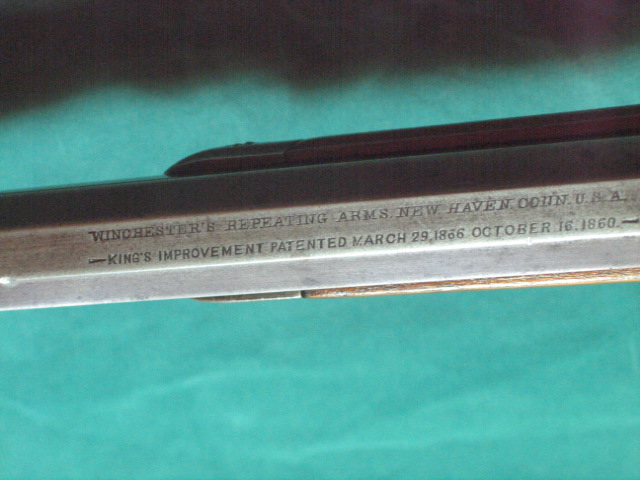 WINCHESTER'S REPEATING ARMS. NEW HAVEN. CONN. U.S.A.
KING'S IMPROVEMENT PATENTED MARCH 29, 1866 OCTOBER 16, 1860.